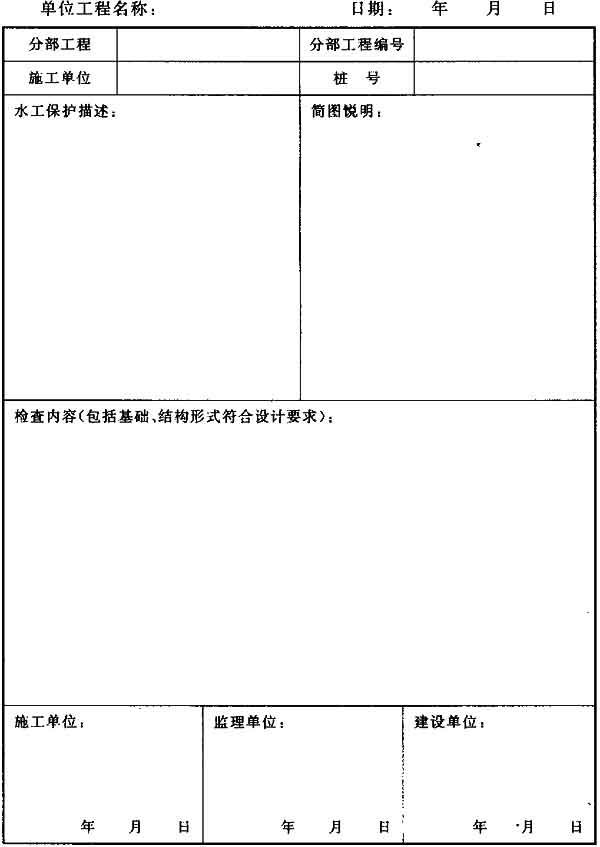 单位工程名称： 日期： 年 月 日
分部工程 分部工程编号
施工单位 桩 号
水工保护描述： 简图说明：
检查内容(包括基础、结构形式符合设计要求)：
施工单位： 监理单位： 建设单位：
年 月 日 年 月 日 年 月 日